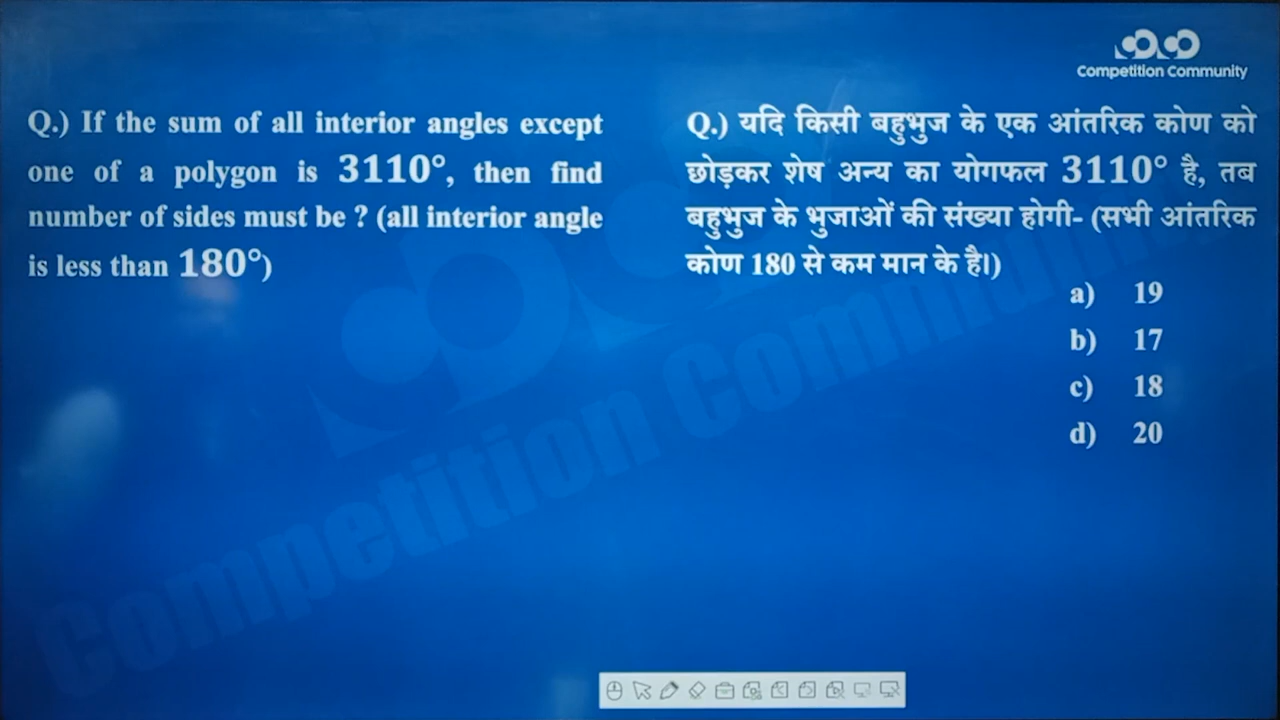 Competition Community
Q.) If the sum of all interior angles except
one of a polygon is 3110°, then find
number of sides must be ? (all interior angle
is less than 180°)
Q.) यदि किसी बहुभुज के एक आंतरिक कोण को
छोड़कर शेष अन्य का योगफल 3110° है, तब
बहुभुज के भुजाओं की संख्या होगी- (सभी आंतरिक
कोण 180 से कम मान के है।)
a) 19
b) 17
c) 18
d) 20
Competition Community